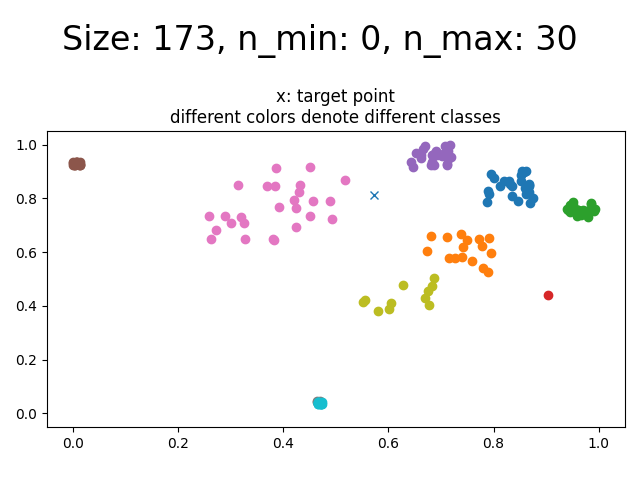 Size: 173, n_min: 0, n_max: 30
x: target point
different colors denote different classes
1.0
0.8
0.6
0.4
0.2
0.0
0.0 0.2 0.4 0.6 0.8 1.0